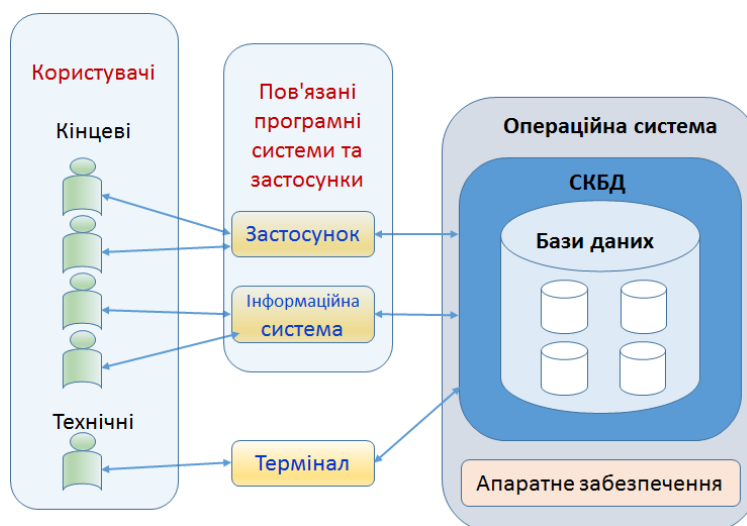 Користувачі
Кінцеві
Технічні
Пов'язані
програмні
системи та
застосунки
Застосунок
Інформаційна
система
Термінал
Операційна система
СКБД
Бази даних
Апаратне забезпечення